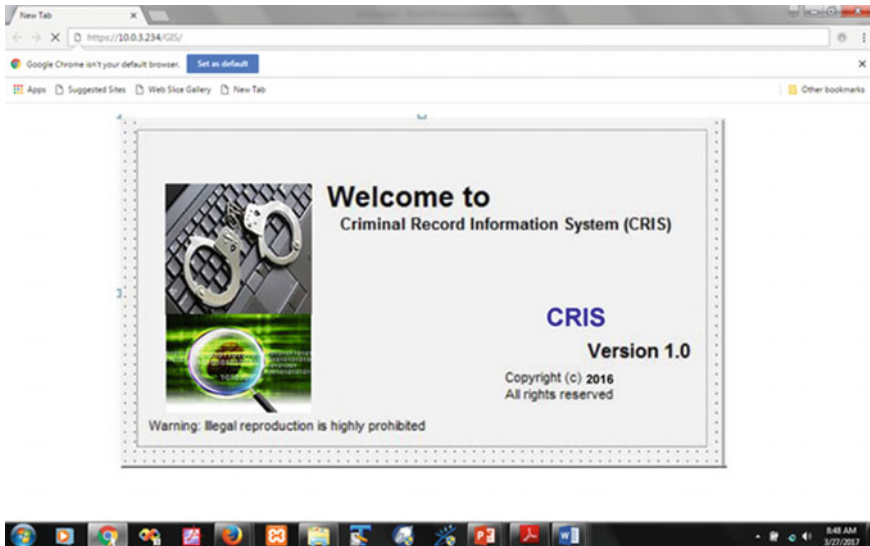 New Tab
https://10.0.3.234/GIS/
Google Chrome isn't your default browser. Set as default
Apps Suggested Sites Web Slice Gallery New Tab Other bookmarks
Welcome to
Criminal Record Information System (CRIS)
CRIS
Version 1.0
Copyright (c) 2016
All rights reserved
Warning: Illegal reproduction is highly prohibited
8:48 AM
3/27/2017